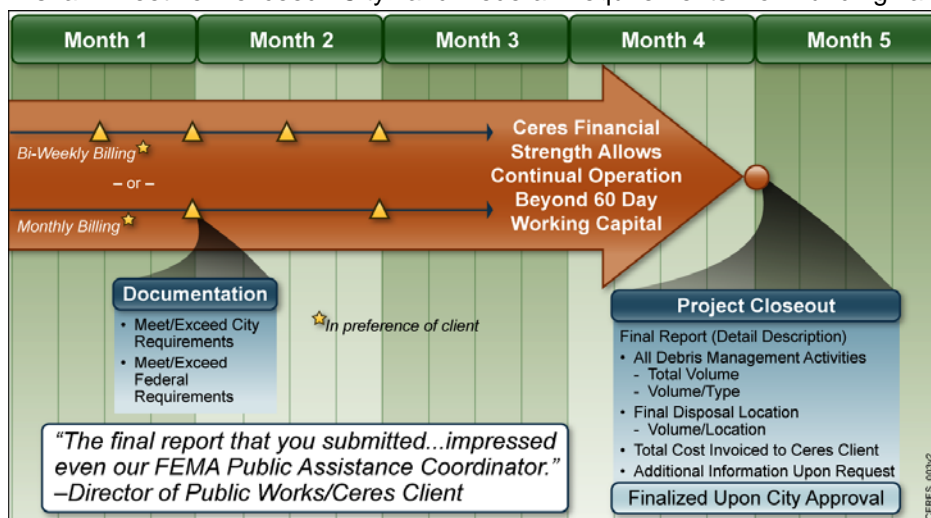 Month 1
Month 2
Month 3
Month 4
Month 5
Bi-Weekly Billing
– or –
Monthly Billing
Ceres Financial
Strength Allows
Continual Operation
Beyond 60 Day
Working Capital
Documentation
• Meet/Exceed City
Requirements
• Meet/Exceed
Federal
Requirements
In preference of client
Project Closeout
Final Report (Detail Description)
• All Debris Management Activities
- Total Volume
- Volume/Type
• Final Disposal Location
- Volume/Location
• Total Cost Invoiced to Ceres Client
• Additional Information Upon Request
Finalized Upon City Approval
“The final report that you submitted...impressed
even our FEMA Public Assistance Coordinator.”
–Director of Public Works/Ceres Client